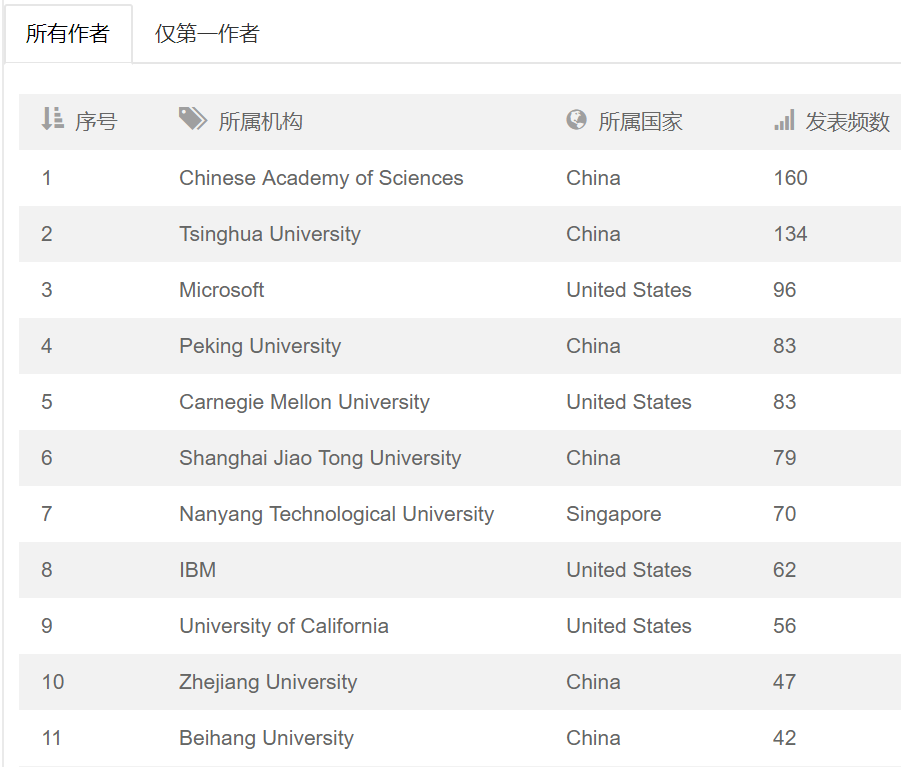 所有作者 仅第一作者
序号 所属机构 所属国家 发表频数
1 Chinese Academy of Sciences China 160
2 Tsinghua University China 134
3 Microsoft United States 96
4 Peking University China 83
5 Carnegie Mellon University United States 83
6 Shanghai Jiao Tong University China 79
7 Nanyang Technological University Singapore 70
8 IBM United States 62
9 University of California United States 56
10 Zhejiang University China 47
11 Beihang University China 42